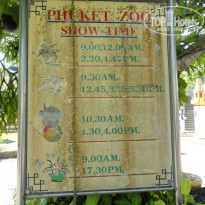 PHUKET ZOO
SHOW-TIME
9.00,12.00AM.
2.30,4.45PM.
9.30AM.
12.45,3.15,5.30PM.
10.30AM.
1.30,4.00PM.
9.00AM.
17.30PM.